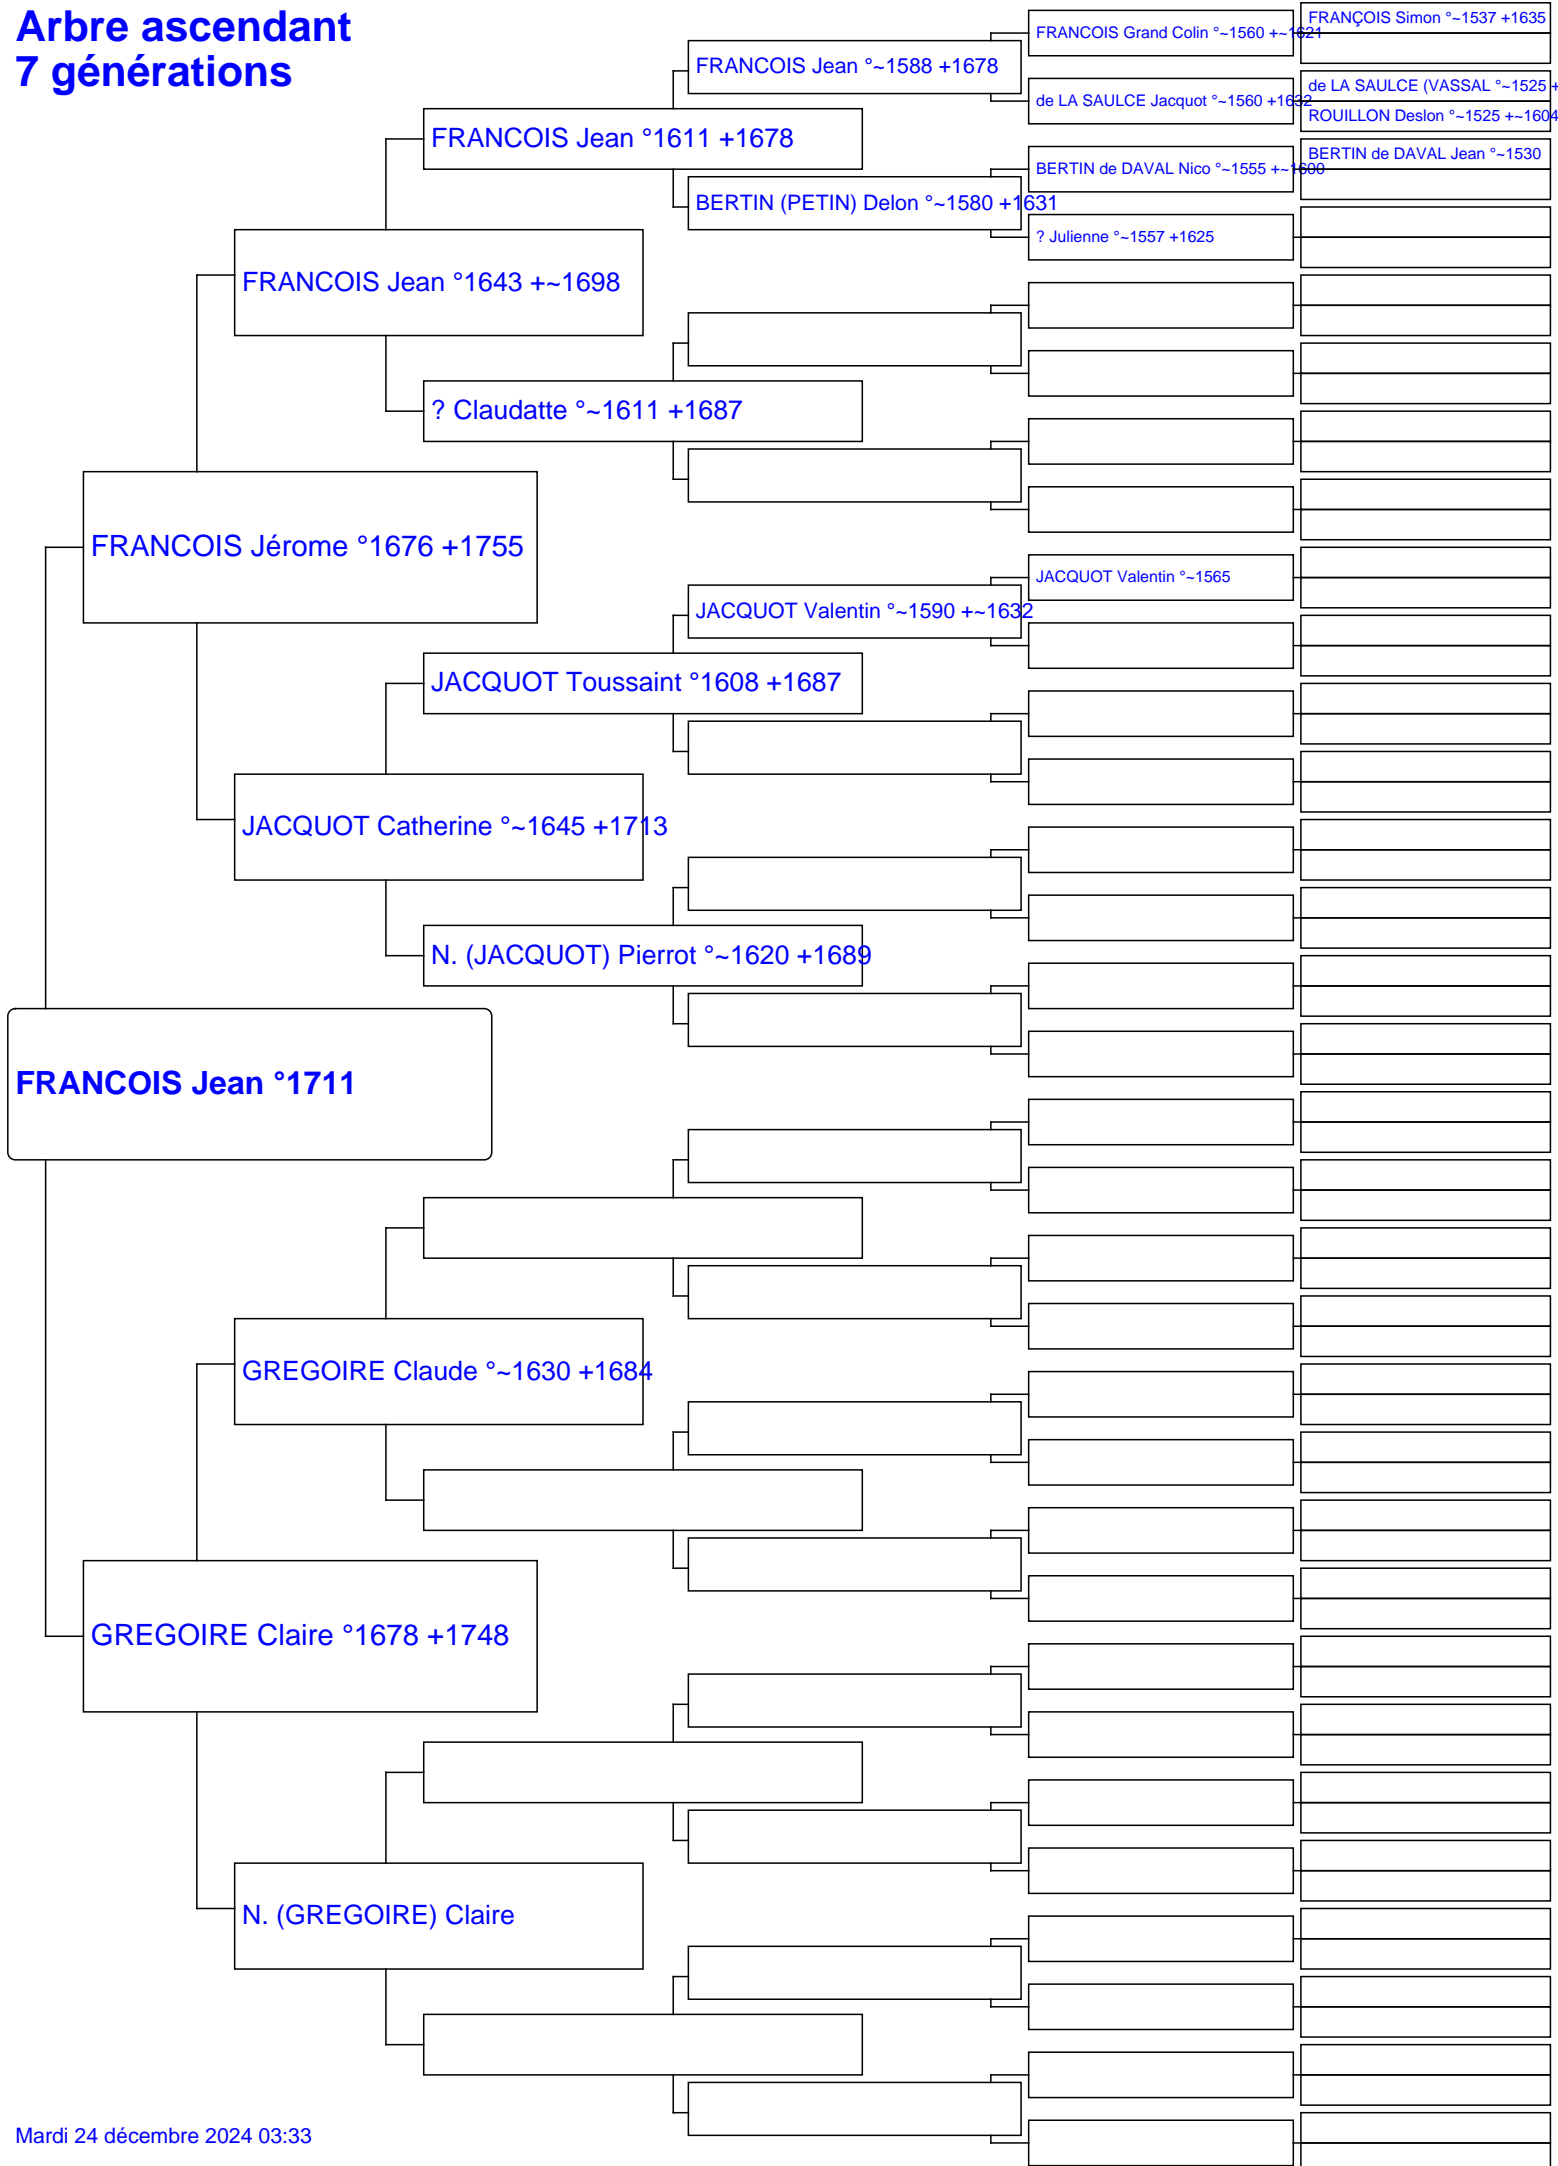 Arbre ascendant
7 générations
FRANCOIS Grand Colin °~1560 +~1621
FRANÇOIS Simon °~1537 +1635
FRANCOIS Jean °~1588 +1678
de LA SAULCE Jacquot °~1560 +1632
de LA SAULCE (VASSAL °~1525 +
ROUILLON Deslon °~1525 +~1604
FRANCOIS Jean °1611 +1678
BERTIN de DAVAL Nico °~1555 +~1600
BERTIN de DAVAL Jean °~1530
BERTIN (PETIN) Delon °~1580 +1631
? Julienne °~1557 +1625
FRANCOIS Jean °1643 +~1698
? Claudatte °~1611 +1687
FRANCOIS Jérome °1676 +1755
JACQUOT Valentin °~1565
JACQUOT Valentin °~1590 +~1632
JACQUOT Toussaint °1608 +1687
JACQUOT Catherine °~1645 +1713
N. (JACQUOT) Pierrot °~1620 +1689
FRANCOIS Jean °1711
GREGOIRE Claude °~1630 +1684
GREGOIRE Claire °1678 +1748
N. (GREGOIRE) Claire
Mardi 24 décembre 2024 03:33